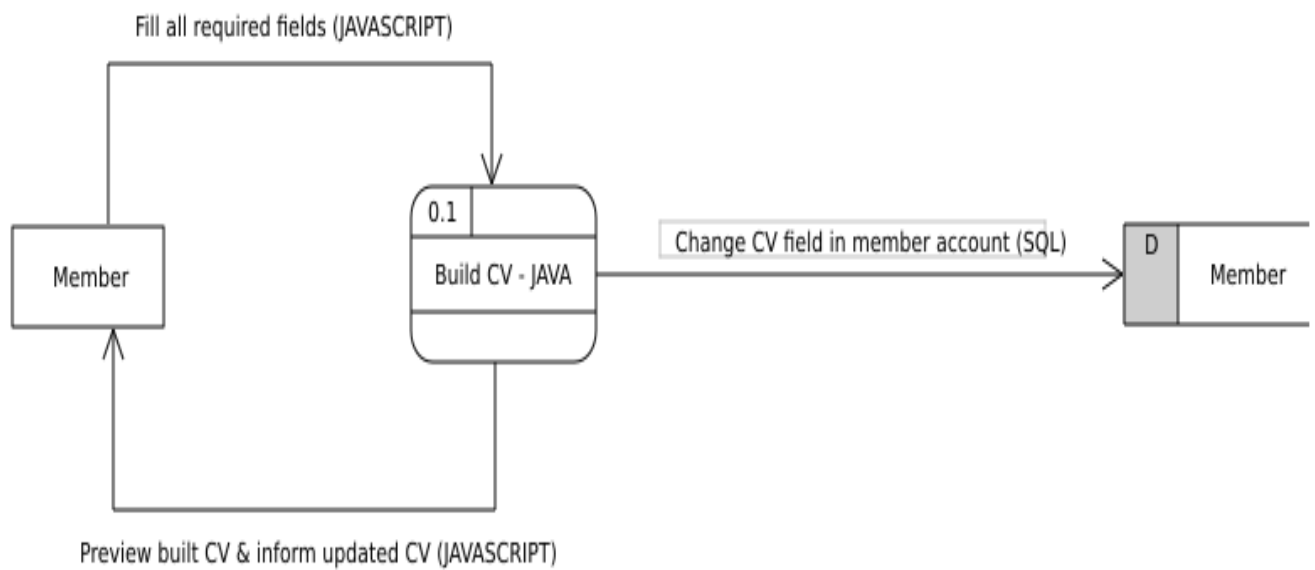 Fill all required fields (JAVASCRIPT)
0.1
Change CV field in member account (SQL)
D
Member
Build CV - JAVA
Member
Preview built CV & inform updated CV (JAVASCRIPT)